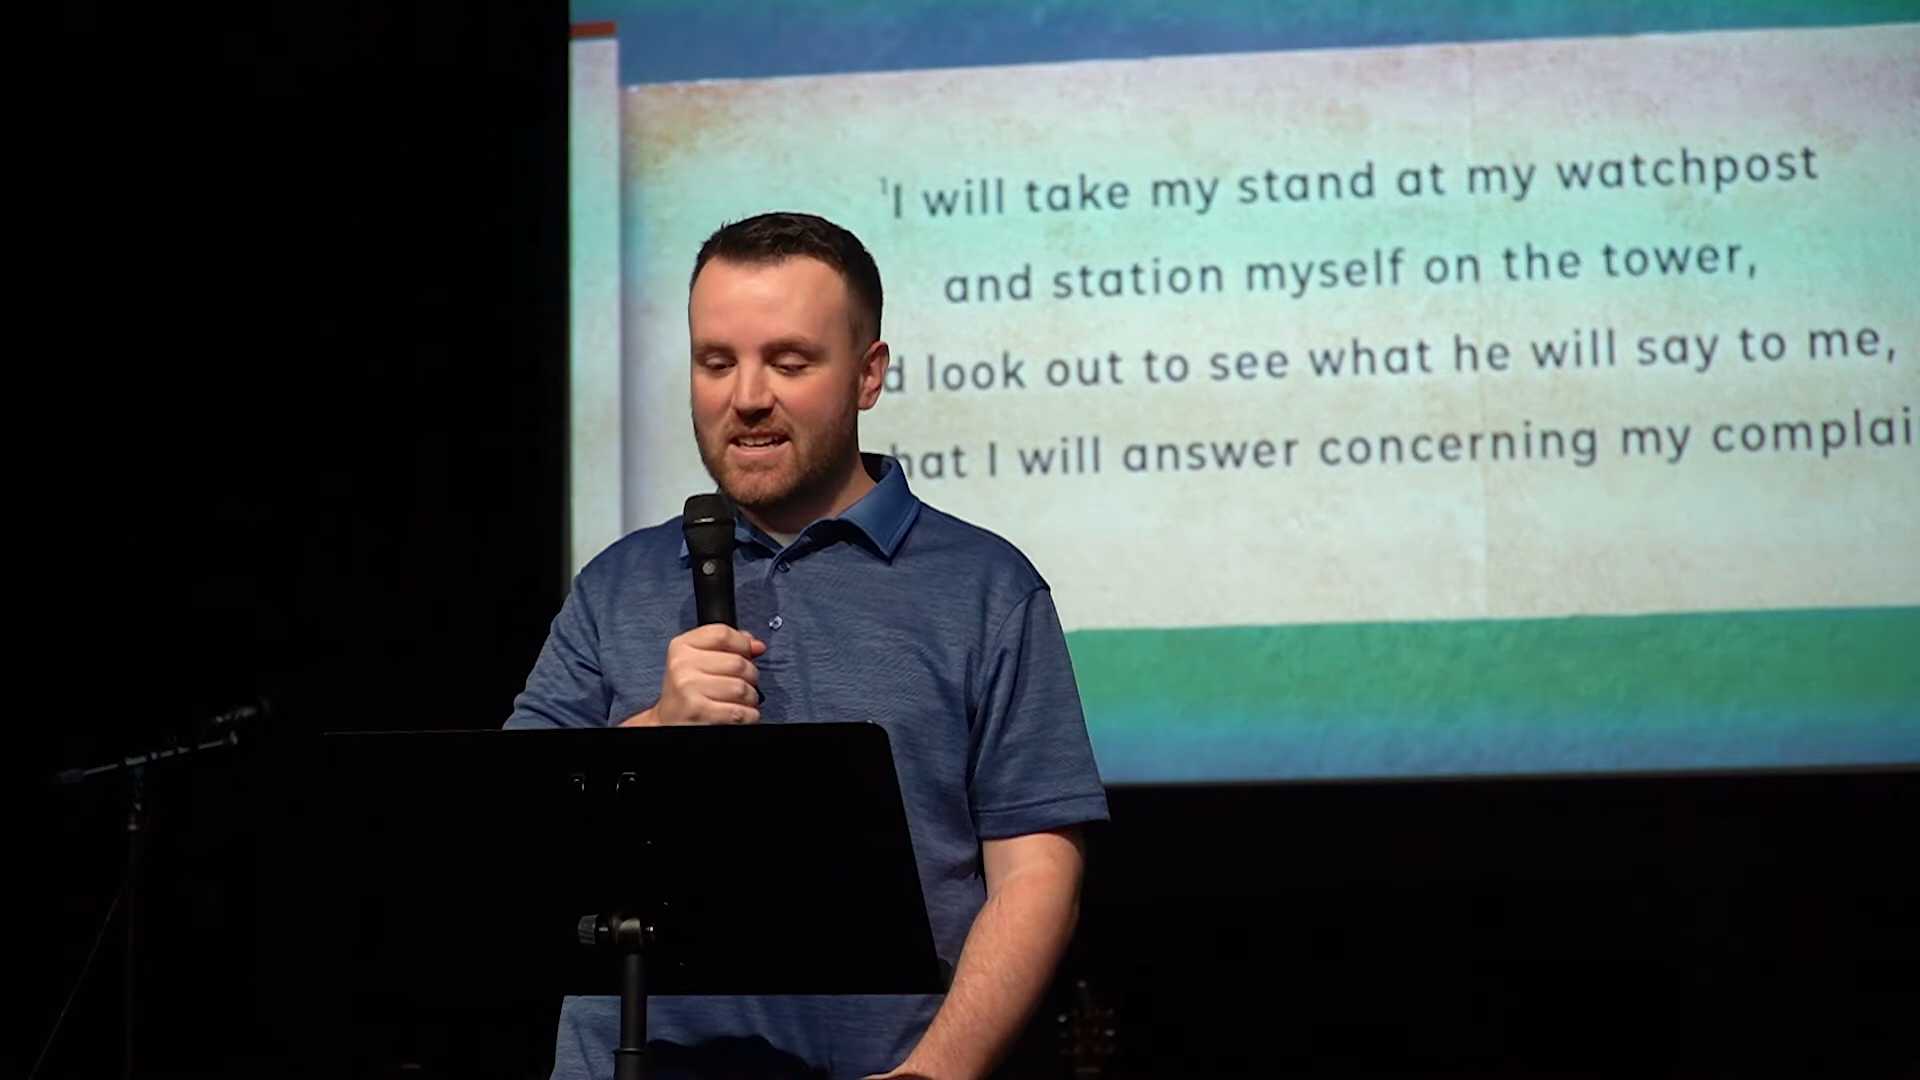 ¹I will take my stand at my watchpost
and station myself on the tower,
look out to see what he will say to me,
I will answer concerning my